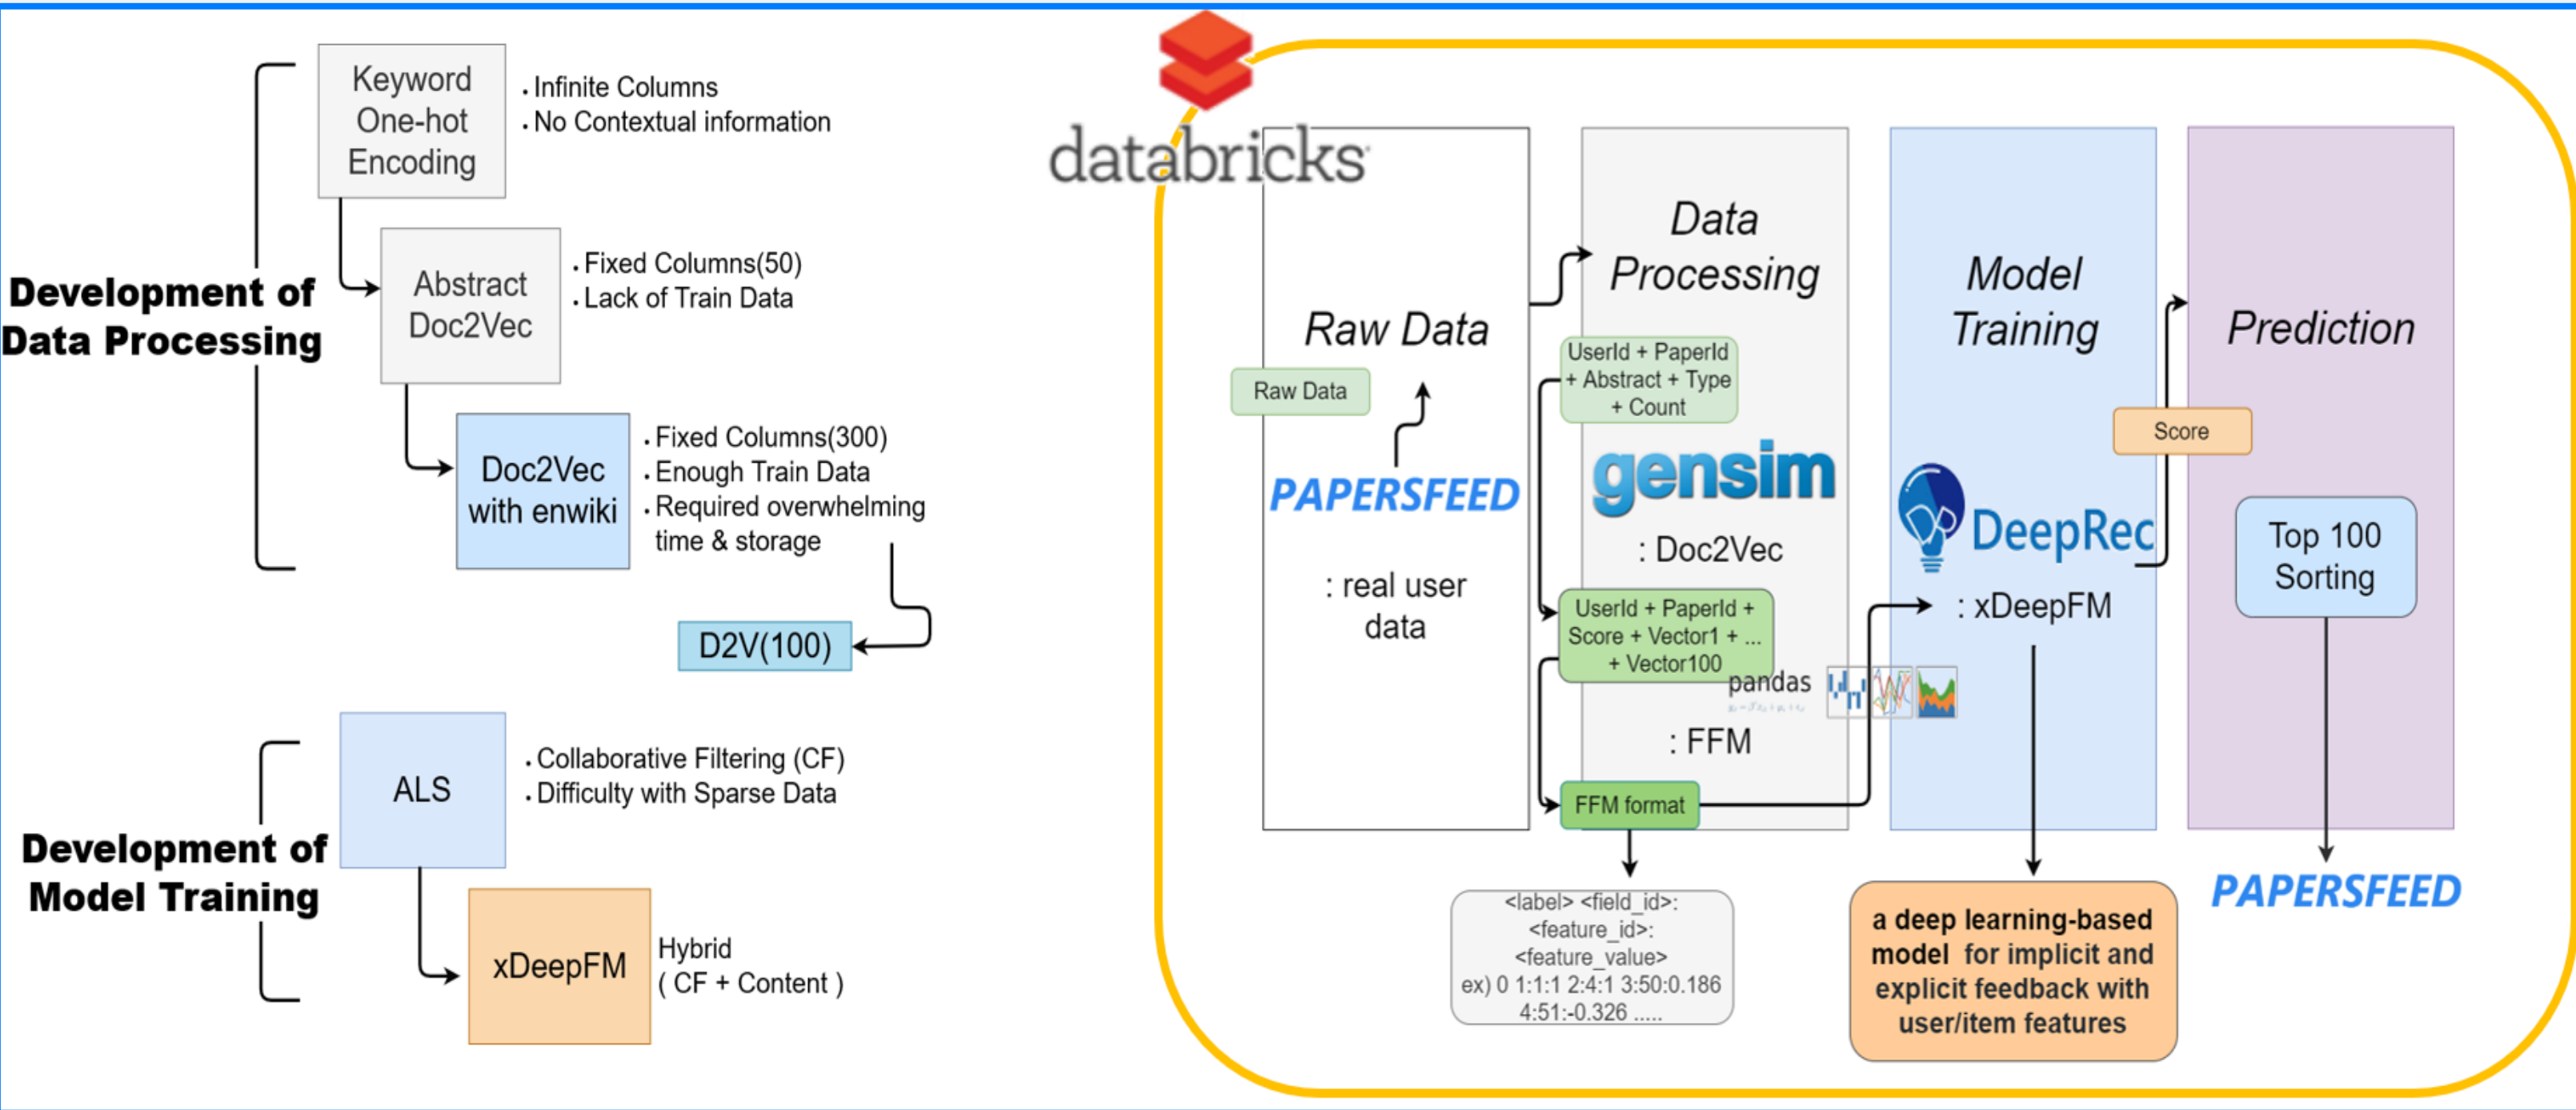 Keyword
One-hot
Encoding
. Infinite Columns
. No Contextual information
Abstract
Doc2Vec
. Fixed Columns(50)
. Lack of Train Data
Development of
Data Processing
Doc2Vec
with enwiki
. Fixed Columns(300)
. Enough Train Data
. Required overwhelming
time & storage
D2V(100)
Development of
Model Training
ALS
. Collaborative Filtering (CF)
. Difficulty with Sparse Data
xDeepFM
Hybrid
( CF + Content )
databricks
Raw Data
Raw Data
PAPERSFEED
: real user
data
Data
Processing
UserId + PaperId
+ Abstract + Type
+ Count
gensim
: Doc2Vec
UserId + PaperId +
Score + Vector1 + ...
+ Vector100
pandas
: FFM
FFM format
<label> <field_id>:
<feature_id>:
<feature_value>
ex) 0 1:1:1 2:4:1 3:50:0.186
4:51:-0.326 .....
Model
Training
DeepRec
: xDeepFM
a deep learning-based
model for implicit and
explicit feedback with
user/item features
Score
Prediction
Top 100
Sorting
PAPERSFEED